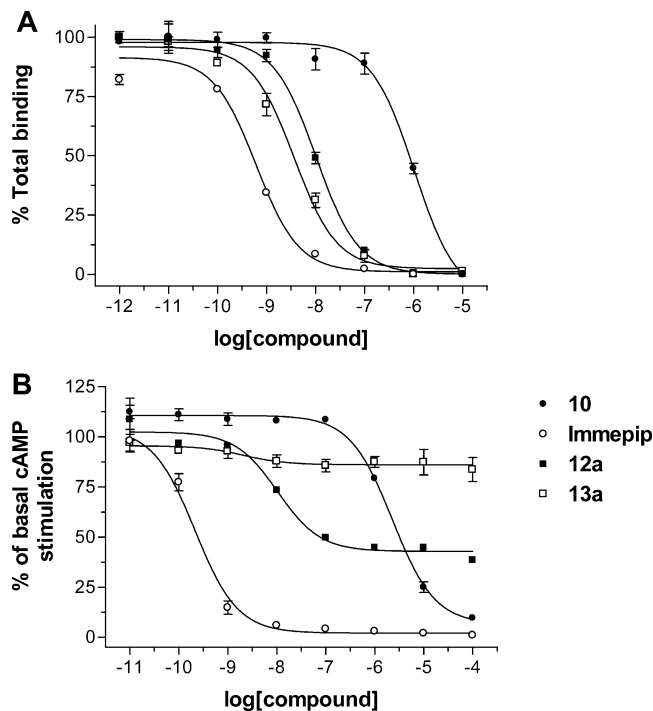 A
100
75
50
25
0
% Total binding
-12 -11 -10 -9 -8 -7 -6 -5
log[compound]
B
125
100
75
50
25
0
% of basal cAMP
stimulation
-11 -10 -9 -8 -7 -6 -5 -4
log[compound]
10
Immepip
12a
13a